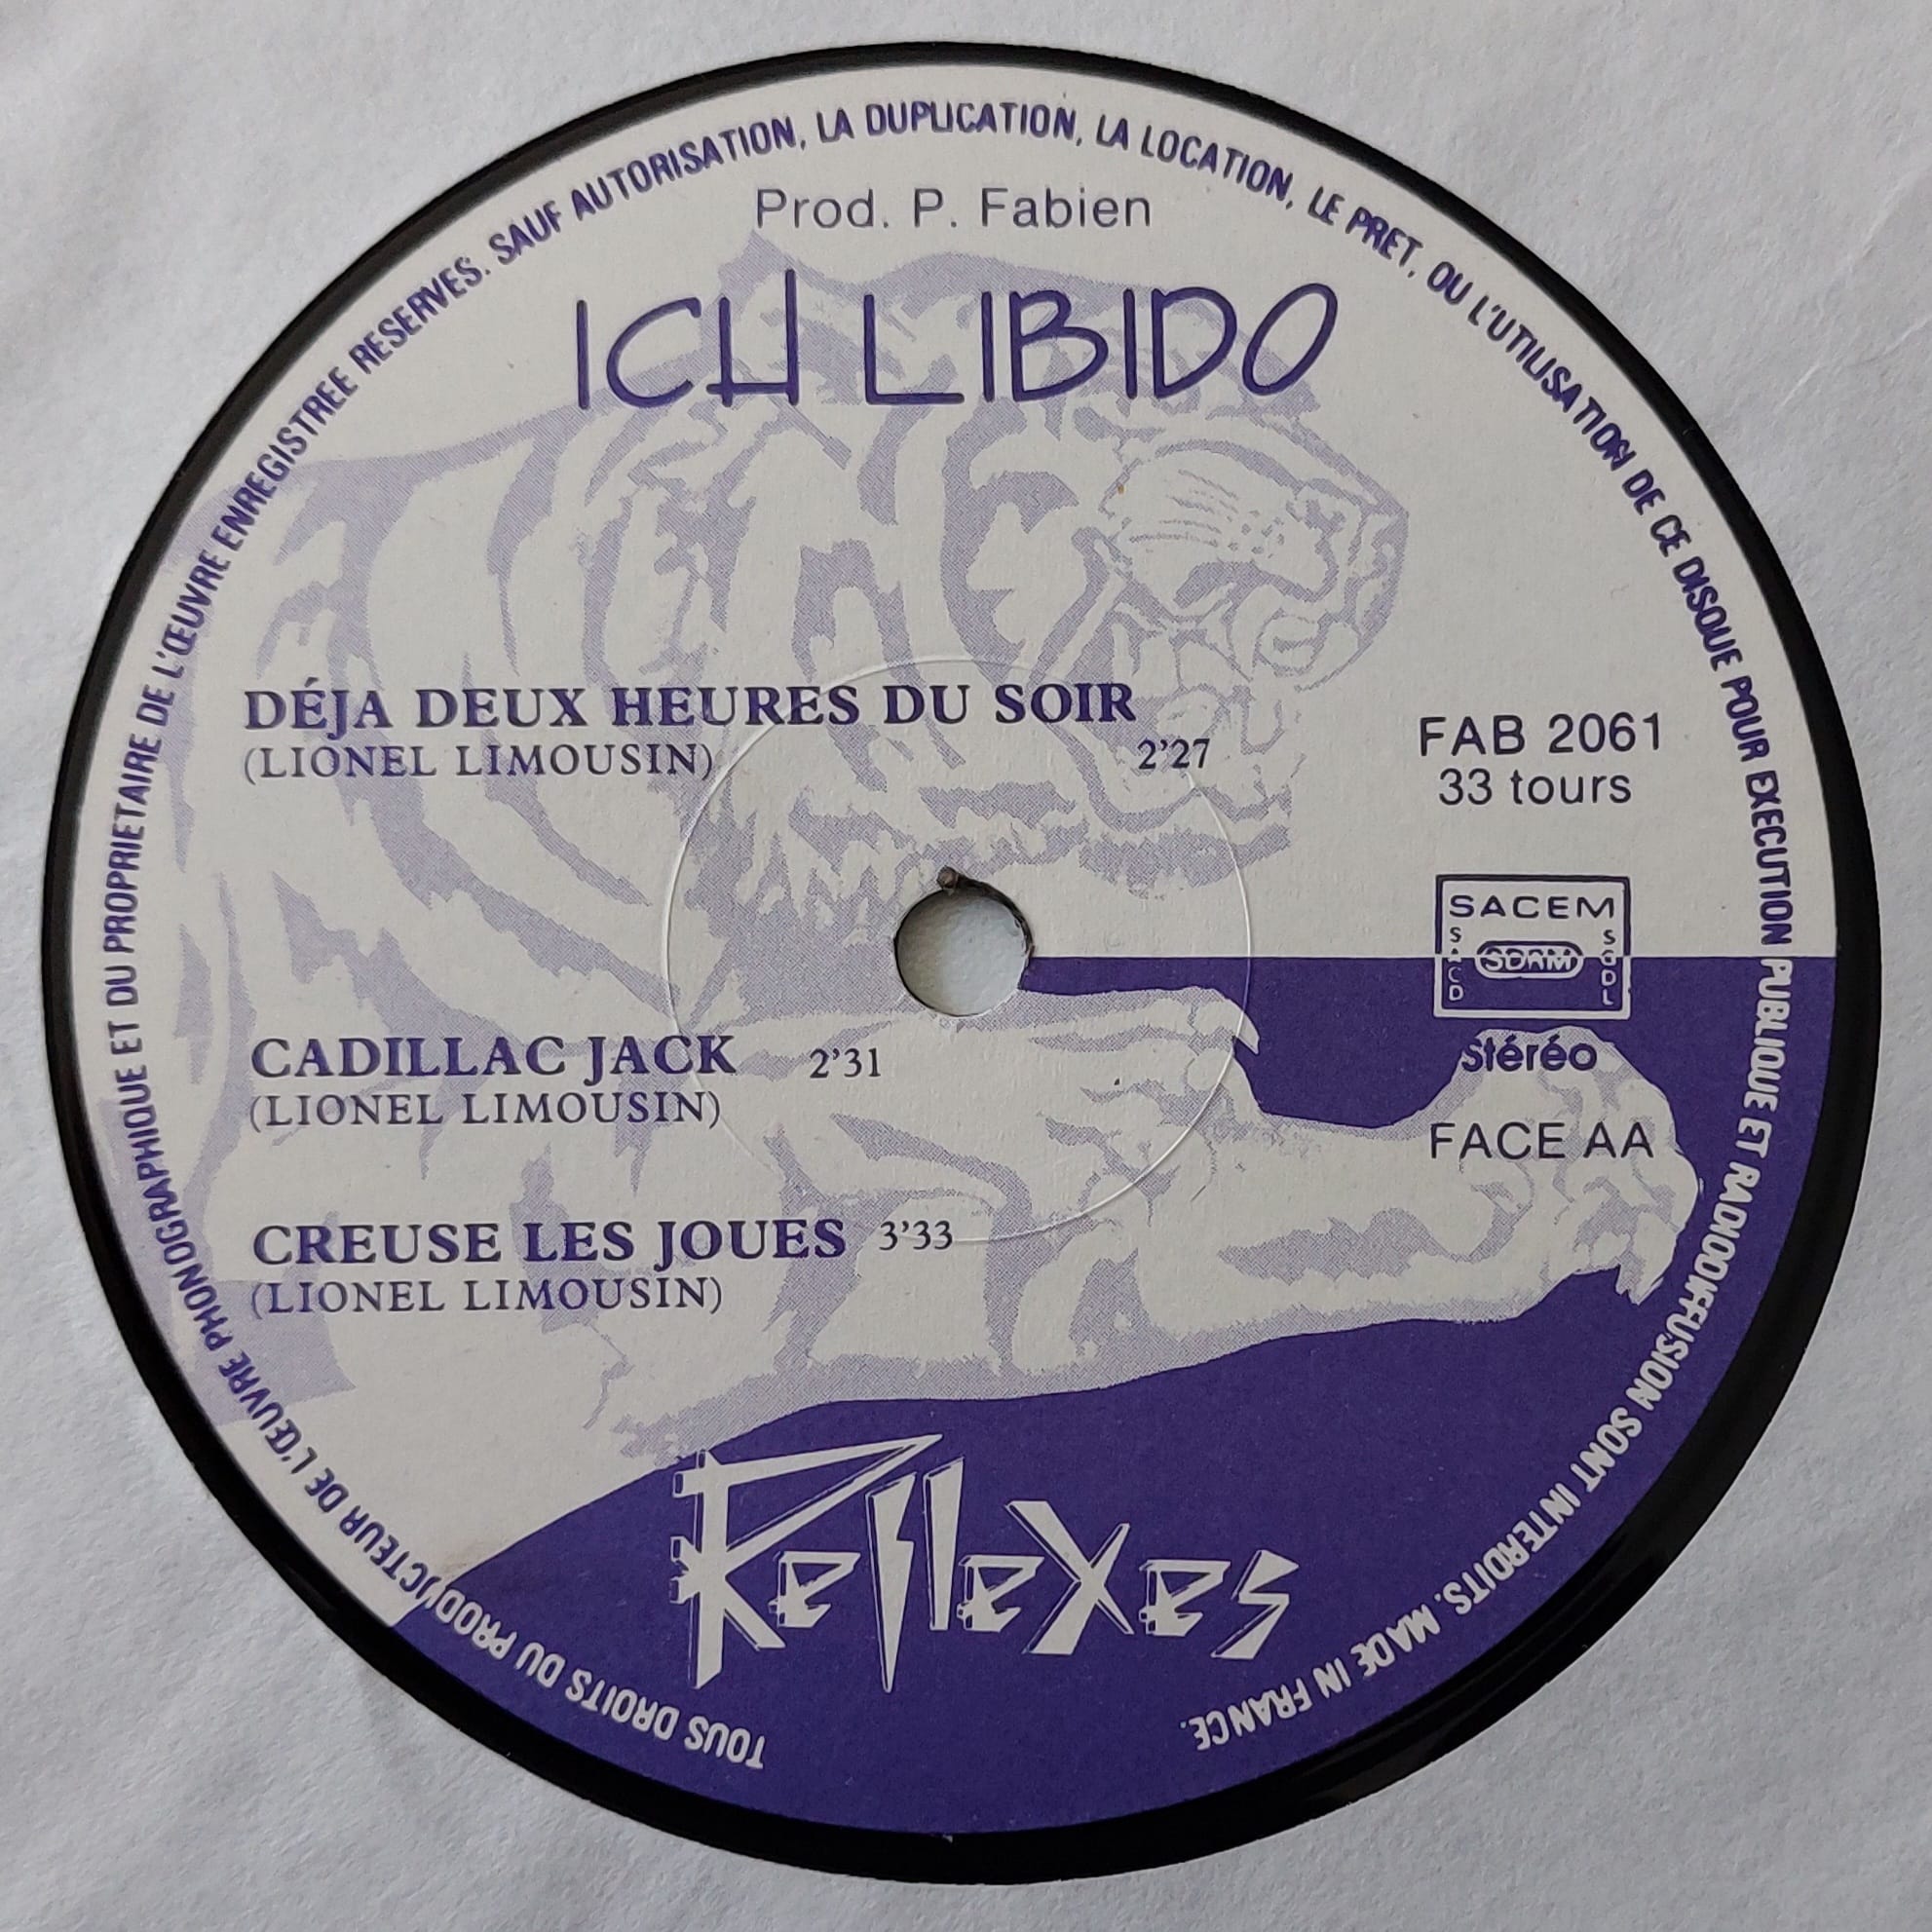 TOUS DROITS DU PRODUCTEUR DE L'ŒUVRE PHONOGRAPHIQUE ET DU PROPRIETAIRE DE L'ŒUVRE ENREGISTREE RESERVES. SAUF AUTORISATION, LA DUPLICATION, LA LOCATION, LE PRET, OU L'UTILISATION DE CE DISQUE POUR EXECUTION PUBLIQUE ET RADIODIFFUSION SONT INTERDITS. MADE IN FRANCE.
Prod. P. Fabien
ICH LIBIDO
DÉJA DEUX HEURES DU SOIR
(LIONEL LIMOUSIN) 2'27
FAB 2061
33 tours
SACEM
SACD
SDRM
SGDL
Stéréo
FACE AA
CADILLAC JACK 2'31
(LIONEL LIMOUSIN)
CREUSE LES JOUES 3'33
(LIONEL LIMOUSIN)
Reflexes